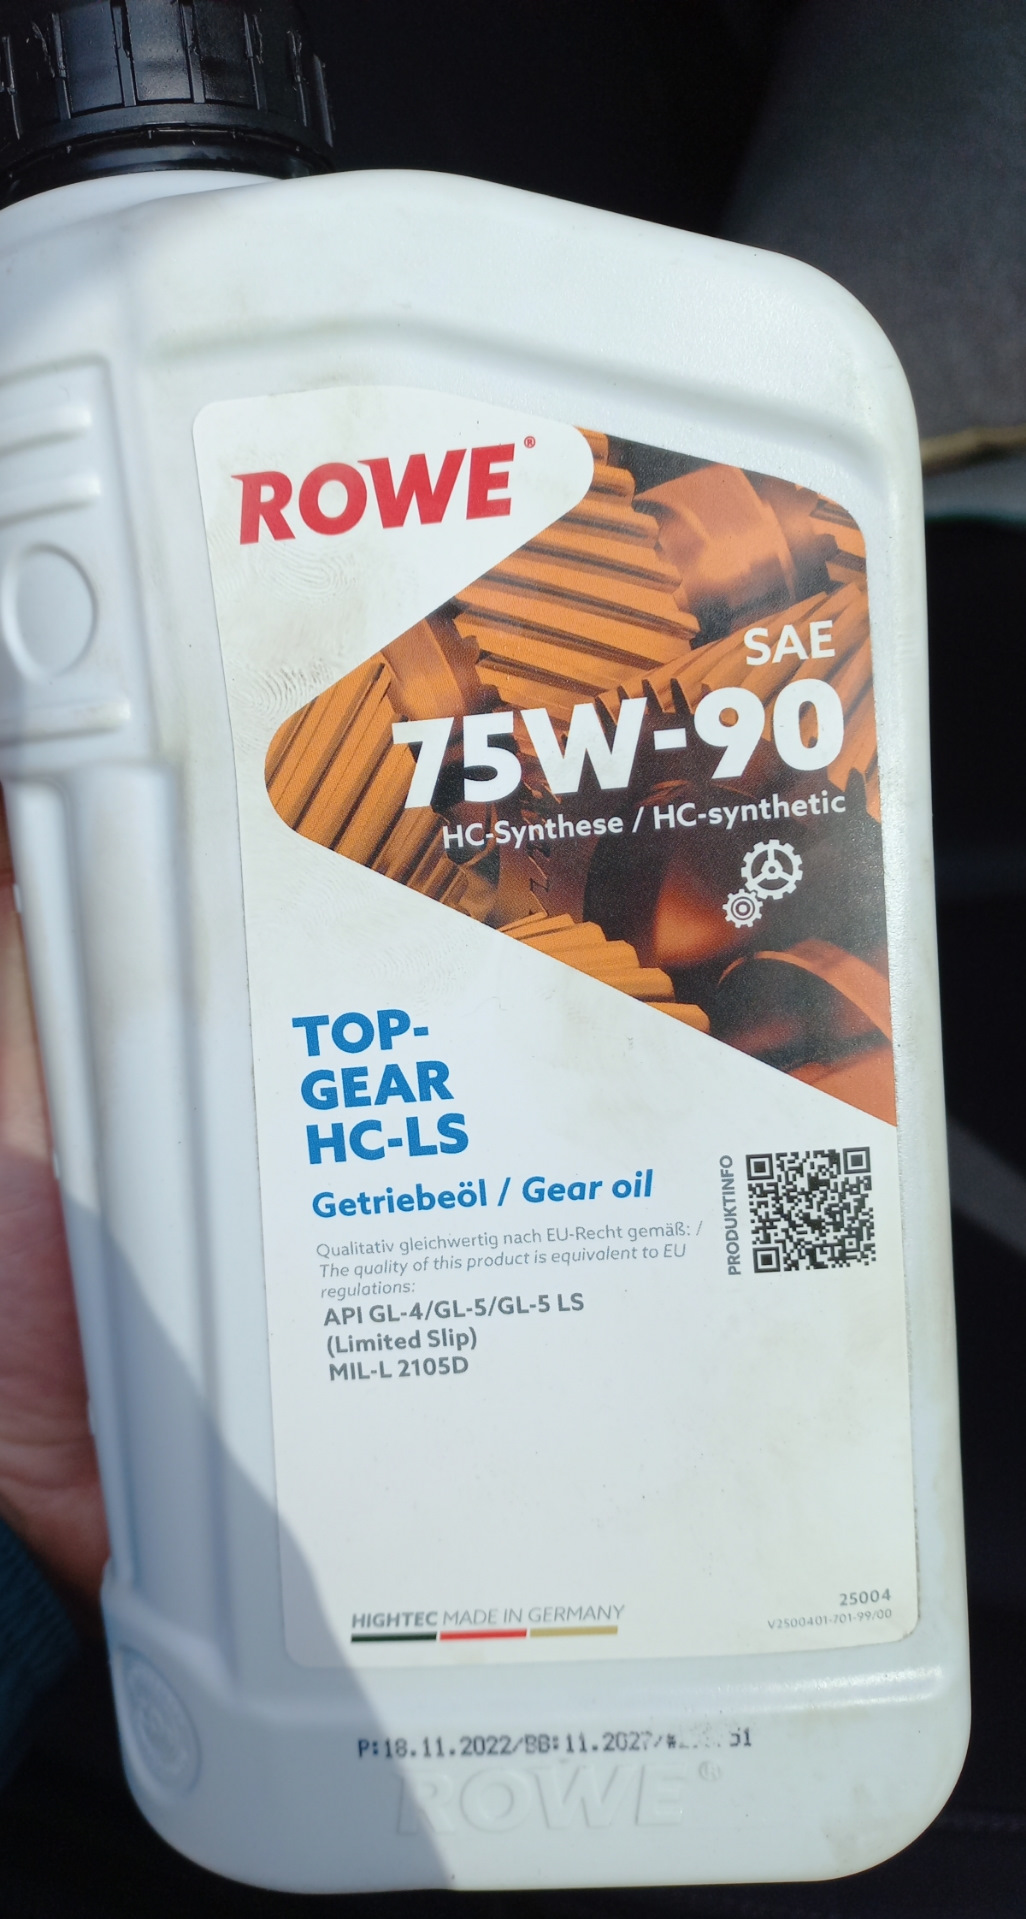 ROWE®
SAE
75W-90
HC-Synthese / HC-synthetic
TOP-
GEAR
HC-LS
Getriebeöl / Gear oil
Qualitativ gleichwertig nach EU-Recht gemäß: /
The quality of this product is equivalent to EU
regulations:
API GL-4/GL-5/GL-5 LS
(Limited Slip)
MIL-L 2105D
PRODUKTINFO
HIGHTEC MADE IN GERMANY
25004
V2500401-701-99/00
P:18.11.2022/BB:11.2027/
ROWE®